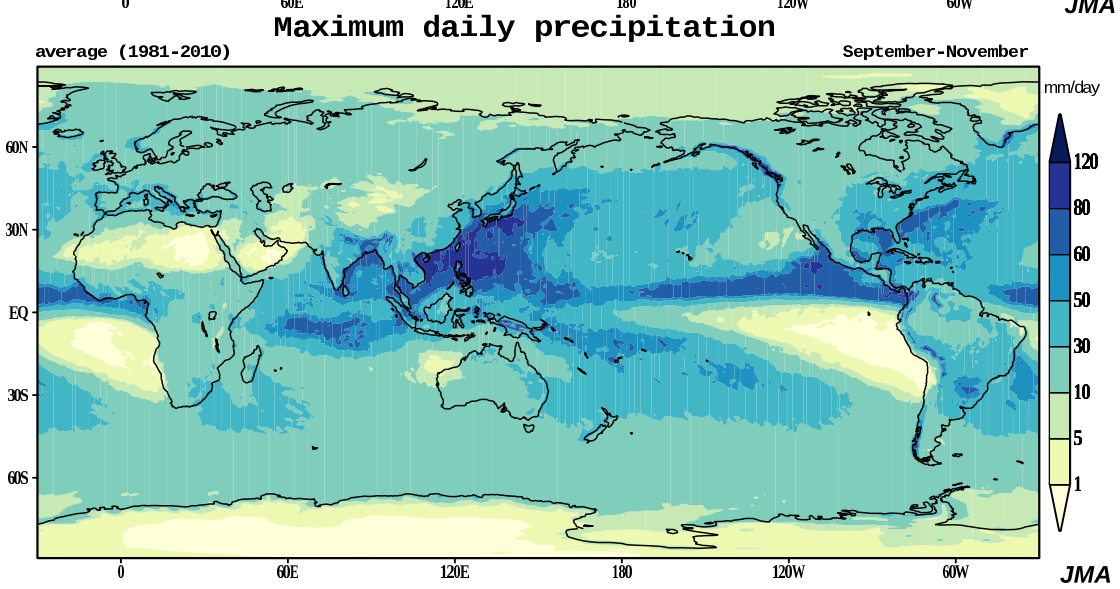 0 60E 120E 180 120W 60W JMA
Maximum daily precipitation
average (1981-2010) September-November
mm/day
120
60N
80
30N
60
50
EQ
30
10
30S
5
60S
1
0 60E 120E 180 120W 60W
JMA